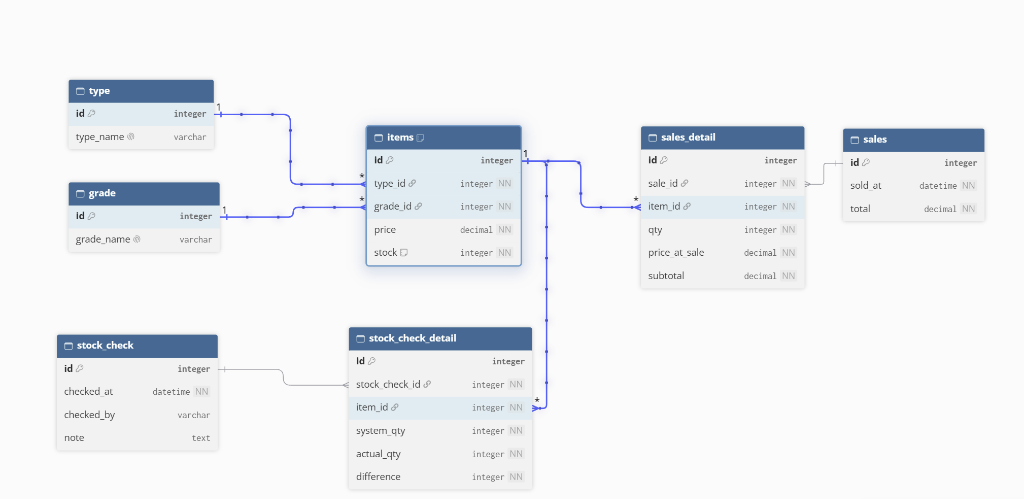 type
id integer
type_name varchar
grade
id integer
grade_name varchar
items
id integer
type_id integer NN
grade_id integer NN
price decimal NN
stock integer NN
sales_detail
id integer
sale_id integer NN
item_id integer NN
qty integer NN
price_at_sale decimal NN
subtotal decimal NN
sales
id integer
sold_at datetime NN
total decimal NN
stock_check
id integer
checked_at datetime NN
checked_by varchar
note text
stock_check_detail
id integer
stock_check_id integer NN
item_id integer NN
system_qty integer NN
actual_qty integer NN
difference integer NN
1
*
1
*
1
*
*